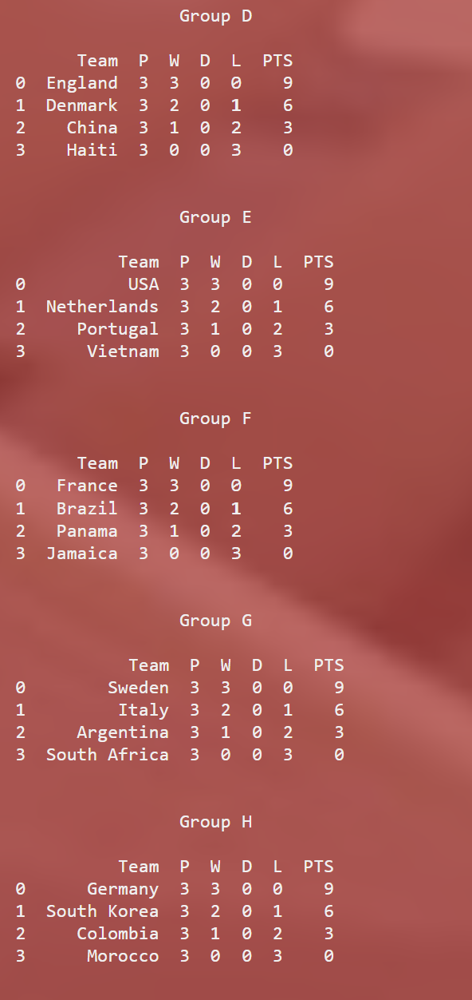 Group D
Team P W D L PTS
0 England 3 3 0 0 9
1 Denmark 3 2 0 1 6
2 China 3 1 0 2 3
3 Haiti 3 0 0 3 0
Group E
Team P W D L PTS
0 USA 3 3 0 0 9
1 Netherlands 3 2 0 1 6
2 Portugal 3 1 0 2 3
3 Vietnam 3 0 0 3 0
Group F
Team P W D L PTS
0 France 3 3 0 0 9
1 Brazil 3 2 0 1 6
2 Panama 3 1 0 2 3
3 Jamaica 3 0 0 3 0
Group G
Team P W D L PTS
0 Sweden 3 3 0 0 9
1 Italy 3 2 0 1 6
2 Argentina 3 1 0 2 3
3 South Africa 3 0 0 3 0
Group H
Team P W D L PTS
0 Germany 3 3 0 0 9
1 South Korea 3 2 0 1 6
2 Colombia 3 1 0 2 3
3 Morocco 3 0 0 3 0